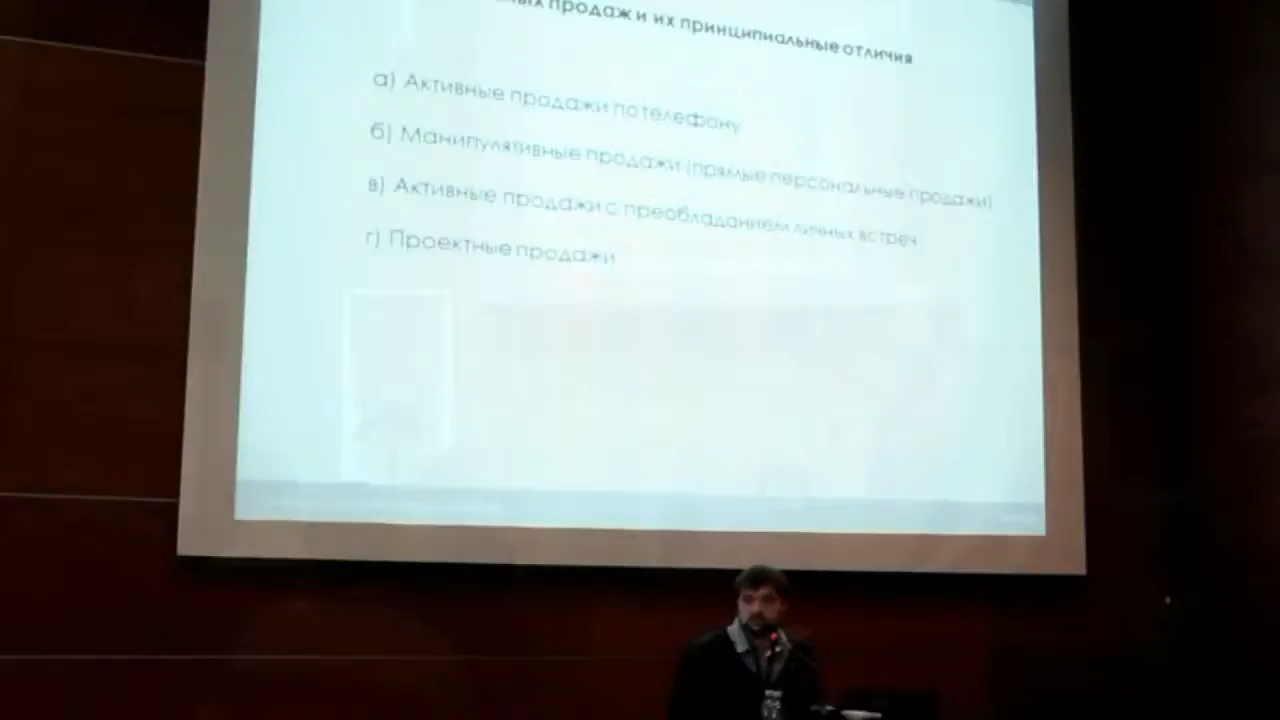 продаж и их принципиальные отличия
а) Активные продажи по телефону
б) Манипулятивные продажи (прямые персональные продажи)
в) Активные продажи с преобладанием личных встреч
г) Проектные продажи